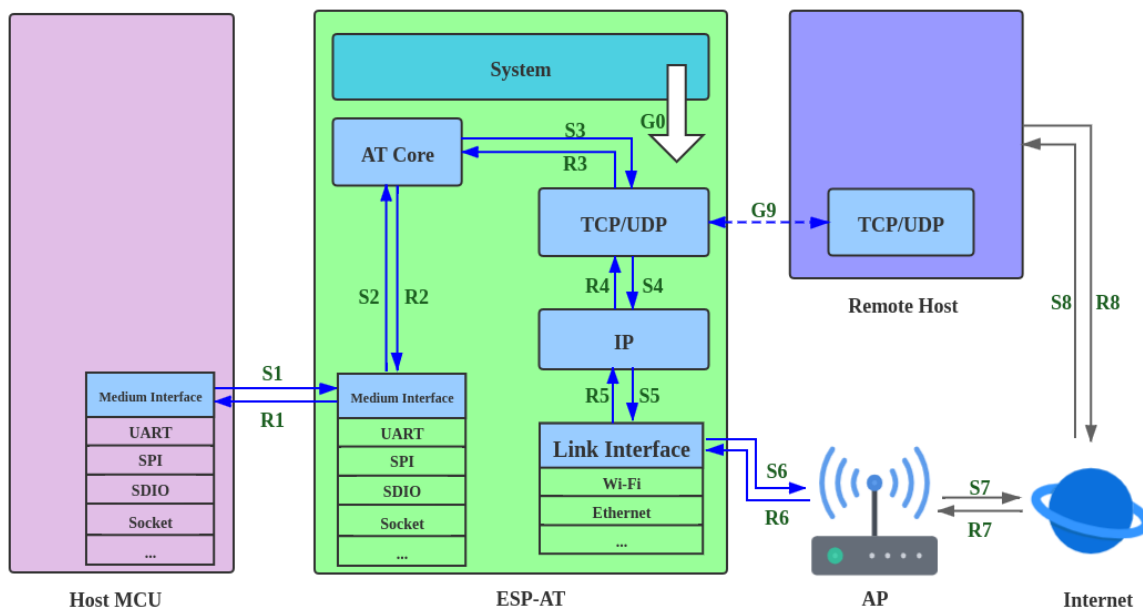 System
G0
S3
AT Core
R3
TCP/UDP
G9
TCP/UDP
S2
R2
R4
S4
Remote Host
S8
R8
IP
S1
R1
Medium Interface
UART
SPI
SDIO
Socket
...
Medium Interface
UART
SPI
SDIO
Socket
...
R5
S5
Link Interface
Wi-Fi
Ethernet
...
S6
R6
S7
R7
Host MCU
ESP-AT
AP
Internet